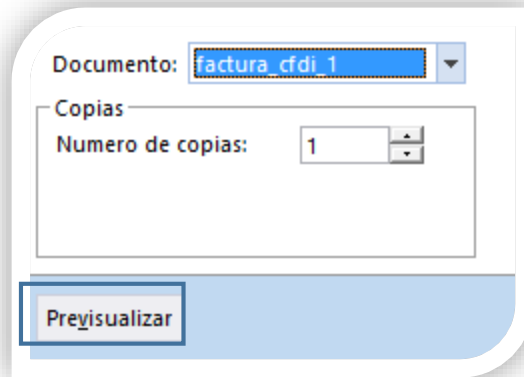 Documento: factura_cfdi_1
Copias
Numero de copias: 1
Previsualizar